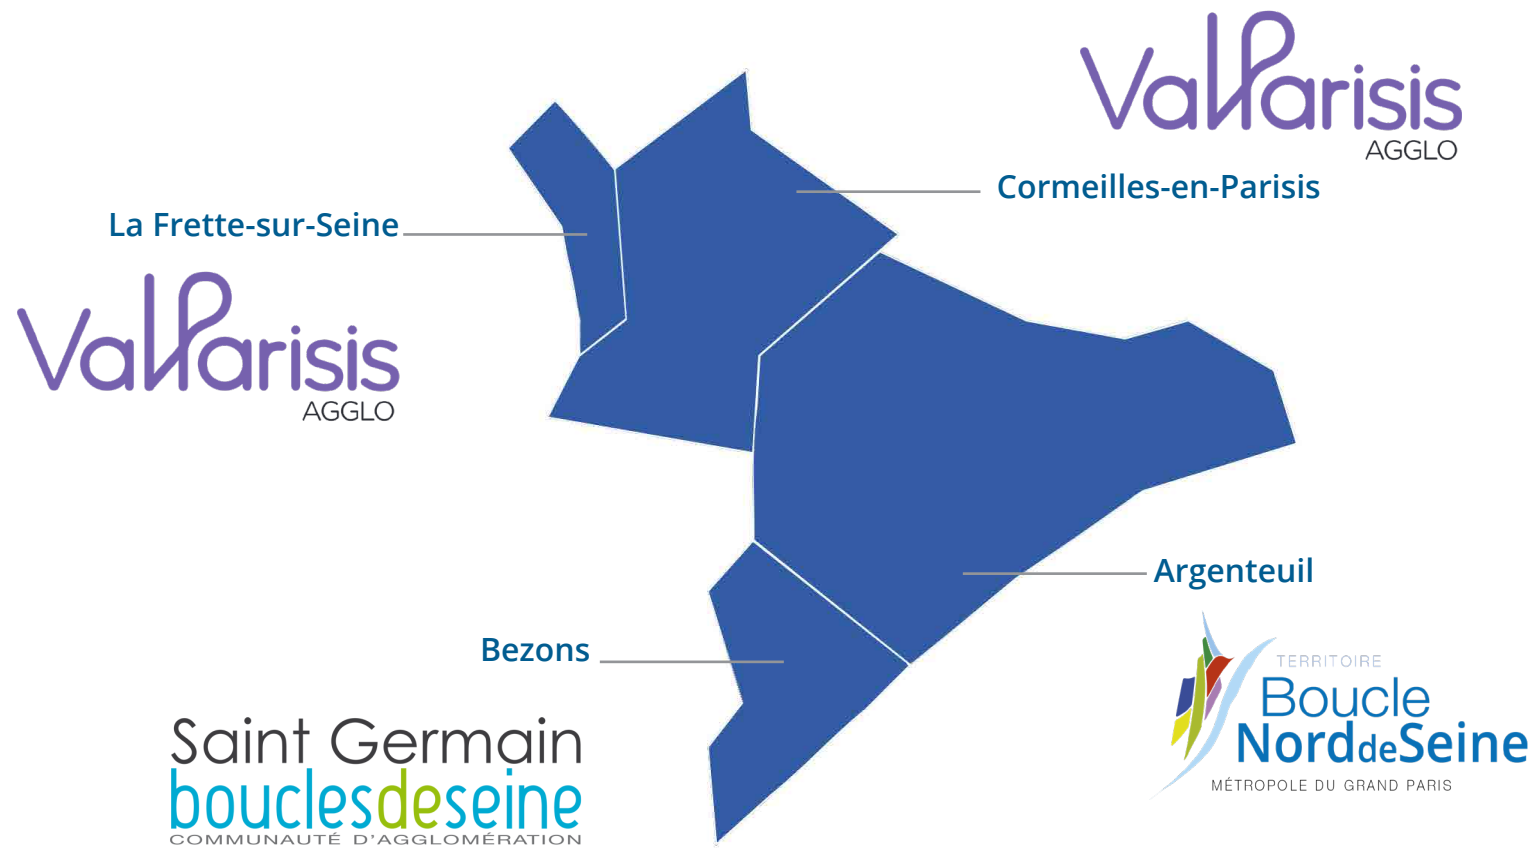 ValParisis
AGGLO
Cormeilles-en-Parisis
La Frette-sur-Seine
ValParisis
AGGLO
Argenteuil
Bezons
TERRITOIRE
Boucle
NorddeSeine
MÉTROPOLE DU GRAND PARIS
Saint Germain
bouclesdeseine
COMMUNAUTÉ D'AGGLOMÉRATION